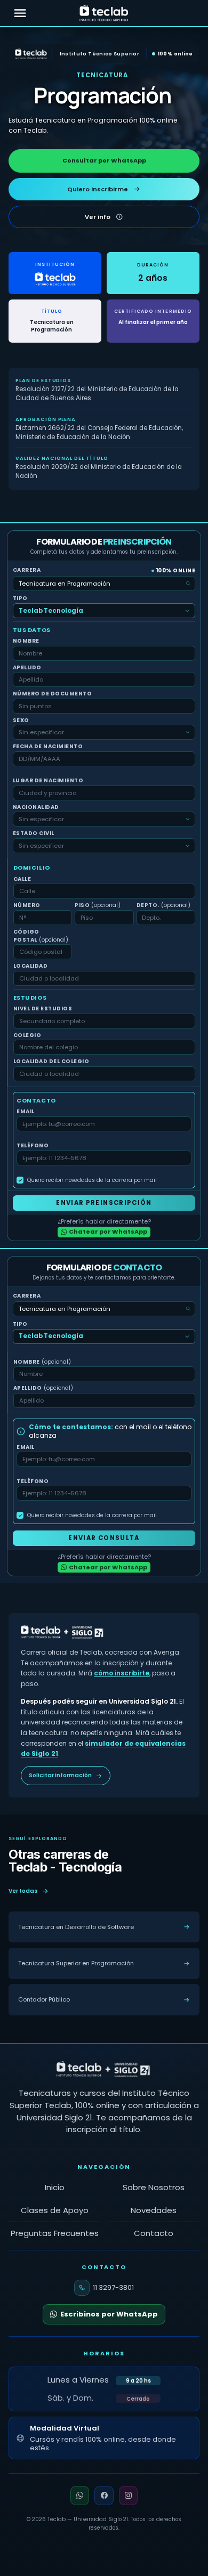 teclab
INSTITUTO TÉCNICO SUPERIOR
teclab
INSTITUTO TÉCNICO SUPERIOR
Instituto Técnico Superior
100% online
TECNICATURA
Programación
Estudiá Tecnicatura en Programación 100% online
con Teclab.
Consultar por WhatsApp
Quiero inscribirme →
Ver info
INSTITUCIÓN
teclab
INSTITUTO TÉCNICO SUPERIOR
DURACIÓN
2 años
TÍTULO
Tecnicatura en
Programación
CERTIFICADO INTERMEDIO
Al finalizar el primer año
PLAN DE ESTUDIOS
Resolución 2127/22 del Ministerio de Educación de la
Ciudad de Buenos Aires
APROBACIÓN PLENA
Dictamen 2662/22 del Consejo Federal de Educación,
Ministerio de Educación de la Nación
VALIDEZ NACIONAL DEL TÍTULO
Resolución 2029/22 del Ministerio de Educación de la
Nación
FORMULARIO DE PREINSCRIPCIÓN
Completá tus datos y adelantamos tu preinscripción.
CARRERA
100% ONLINE
Tecnicatura en Programación
TIPO
Teclab Tecnología
TUS DATOS
NOMBRE
Nombre
APELLIDO
Apellido
NÚMERO DE DOCUMENTO
Sin puntos
SEXO
Sin especificar
FECHA DE NACIMIENTO
DD/MM/AAAA
LUGAR DE NACIMIENTO
Ciudad y provincia
NACIONALIDAD
Sin especificar
ESTADO CIVIL
Sin especificar
DOMICILIO
CALLE
Calle
NÚMERO
PISO (opcional)
DEPTO. (opcional)
N°
Piso
Depto
CÓDIGO
POSTAL (opcional)
Código postal
LOCALIDAD
Ciudad o localidad
ESTUDIOS
NIVEL DE ESTUDIOS
Secundario completo
COLEGIO
Nombre del colegio
LOCALIDAD DEL COLEGIO
Ciudad o localidad
CONTACTO
EMAIL
Ejemplo: tu@correo.com
TELÉFONO
Ejemplo: 11 1234-5678
Quiero recibir novedades de la carrera por mail
ENVIAR PREINSCRIPCIÓN
¿Preferís hablar directamente?
Chatear por WhatsApp
FORMULARIO DE CONTACTO
Dejanos tus datos y te contactamos para orientarte.
CARRERA
Tecnicatura en Programación
TIPO
Teclab Tecnología
NOMBRE (opcional)
Nombre
APELLIDO (opcional)
Apellido
Cómo te contestamos: con el mail o el teléfono
alcanza
EMAIL
Ejemplo: tu@correo.com
TELÉFONO
Ejemplo: 11 1234-5678
Quiero recibir novedades de la carrera por mail
ENVIAR CONSULTA
¿Preferís hablar directamente?
Chatear por WhatsApp
teclab + UNIVERSIDAD SIGLO 21
INSTITUTO TÉCNICO SUPERIOR
Carrera oficial de Teclab, cocreada con Avenga.
Te acompañamos en la inscripción y durante
toda la cursada. Mirá cómo inscribirte, paso a
paso.
Después podés seguir en Universidad Siglo 21. El
título articula con las licenciaturas de la
universidad reconociendo todas las materias de
la tecnicatura: no repetís ninguna. Mirá cuáles te
corresponden en el simulador de equivalencias
de Siglo 21.
Solicitar información →
SEGUÍ EXPLORANDO
Otras carreras de
Teclab - Tecnología
Ver todas →
Tecnicatura en Desarrollo de Software →
Tecnicatura Superior en Programación →
Contador Público →
teclab + UNIVERSIDAD SIGLO 21
INSTITUTO TÉCNICO SUPERIOR
Tecnicaturas y cursos del Instituto Técnico
Superior Teclab, 100% online y con articulación a
Universidad Siglo 21. Te acompañamos de la
inscripción al título.
NAVEGACIÓN
Inicio
Sobre Nosotros
Clases de Apoyo
Novedades
Preguntas Frecuentes
Contacto
CONTACTO
11 3297-3801
Escribinos por WhatsApp
HORARIOS
Lunes a Viernes
9 a 20 hs
Sáb. y Dom.
Cerrado
Modalidad Virtual
Cursás y rendís 100% online, desde donde
estés
© 2026 Teclab — Universidad Siglo 21. Todos los derechos
reservados.